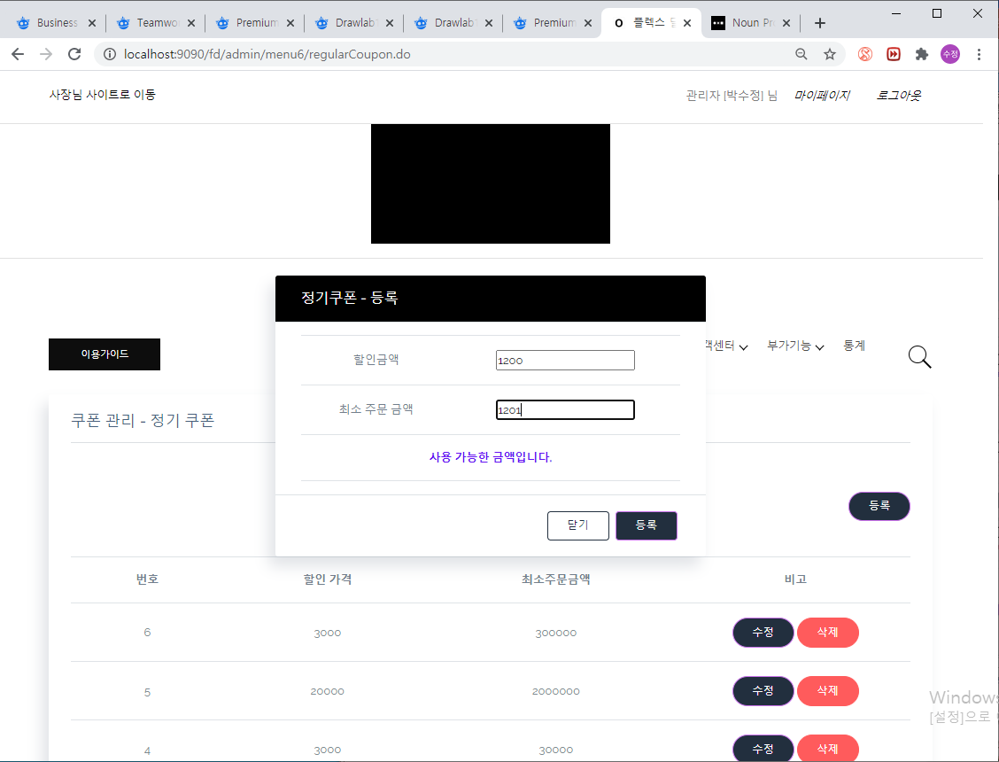 Business
Teamwo
Premium
Drawlab
Drawlab
Premium
플렉스
Noun Pr
localhost:9090/fd/admin/menu6/regularCoupon.do
수정
사장님 사이트로 이동
관리자 [박수정] 님 마이페이지 로그아웃
정기쿠폰 - 등록
할인금액 1200
최소 주문 금액 1201
사용 가능한 금액입니다.
닫기 등록
이용가이드
객센터 부가기능 통계
쿠폰 관리 - 정기 쿠폰
등록
번호 할인 가격 최소주문금액 비고
6 3000 300000 수정 삭제
5 20000 2000000 수정 삭제
4 3000 30000 수정 삭제
Windows
[설정]으로